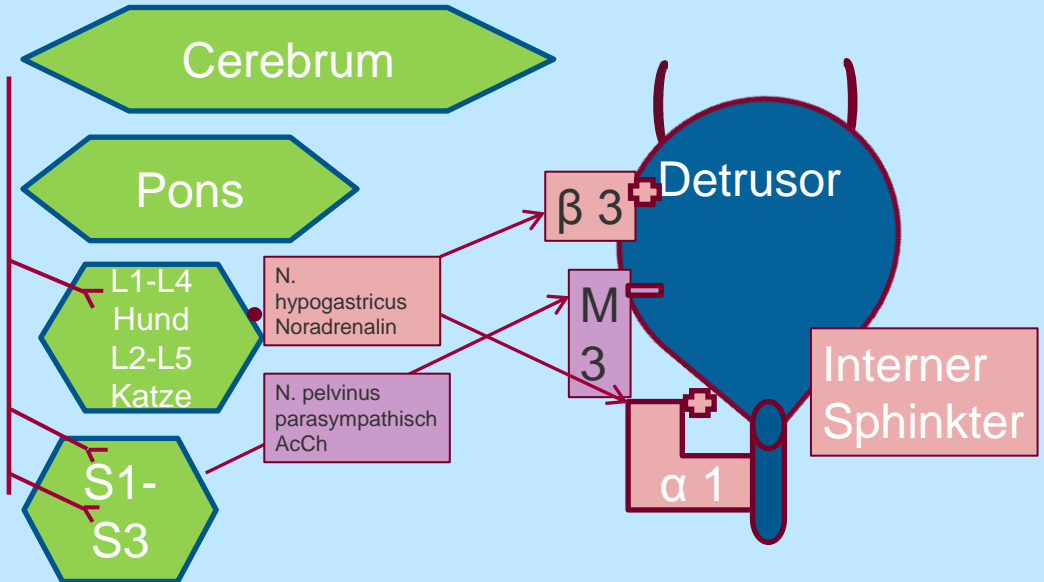 Cerebrum
Pons
L1-L4
Hund
L2-L5
Katze
S1-
S3
N.
hypogastricus
Noradrenalin
N. pelvinus
parasympathisch
AcCh
β 3
M
3
α 1
Detrusor
Interner
Sphinkter